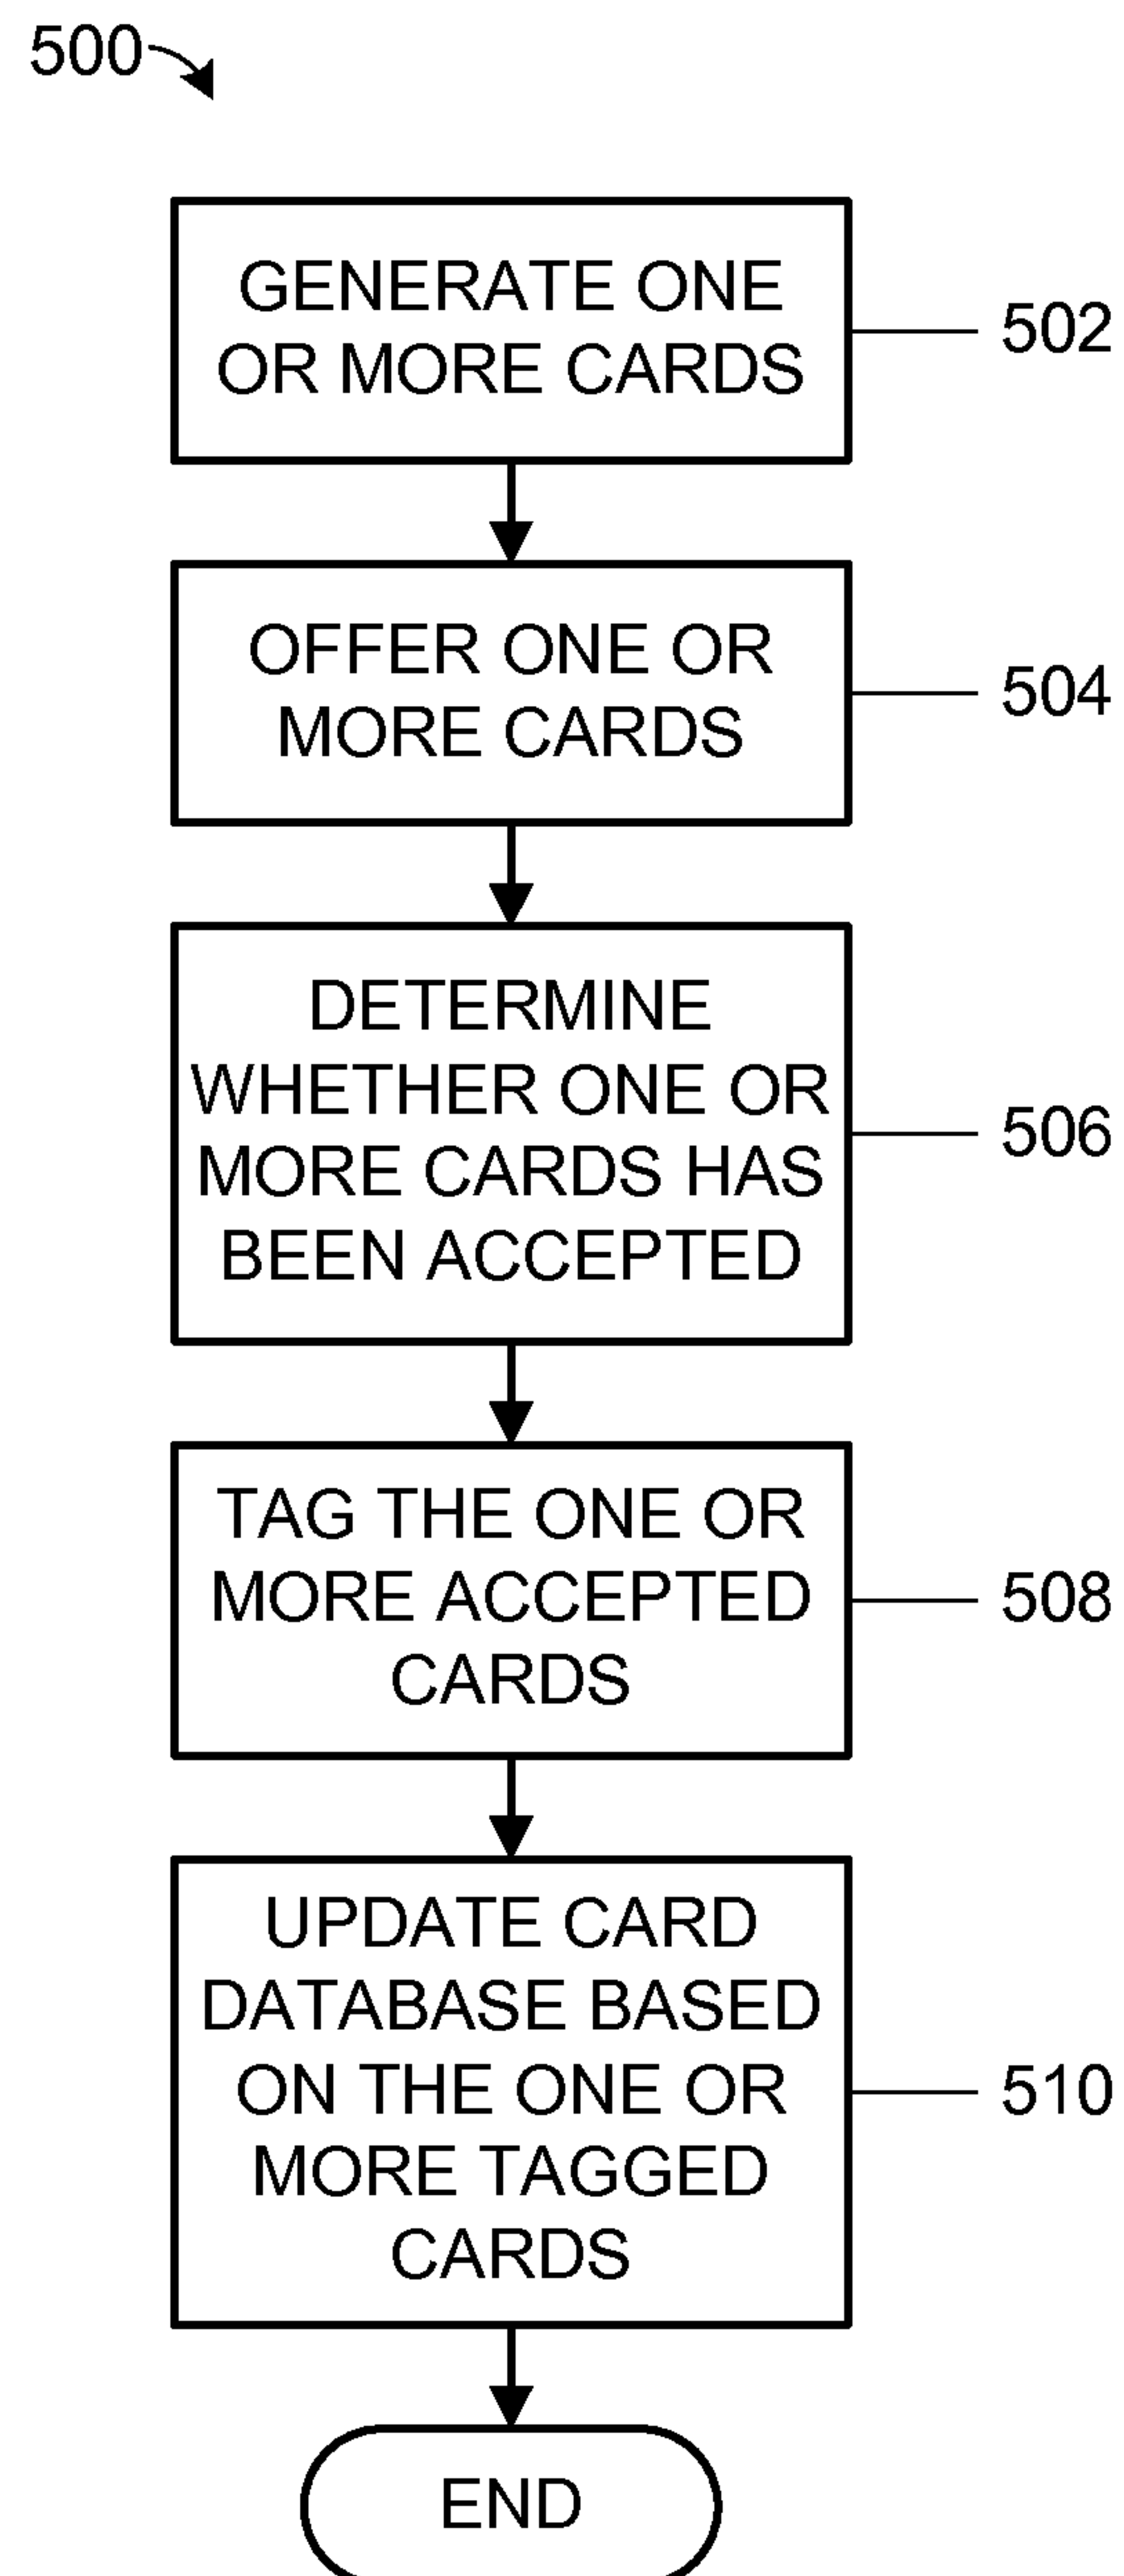 500
GENERATE ONE
OR MORE CARDS
502
OFFER ONE OR
MORE CARDS
504
DETERMINE
WHETHER ONE OR
MORE CARDS HAS
BEEN ACCEPTED
506
TAG THE ONE OR
MORE ACCEPTED
CARDS
508
UPDATE CARD
DATABASE BASED
ON THE ONE OR
MORE TAGGED
CARDS
510
END